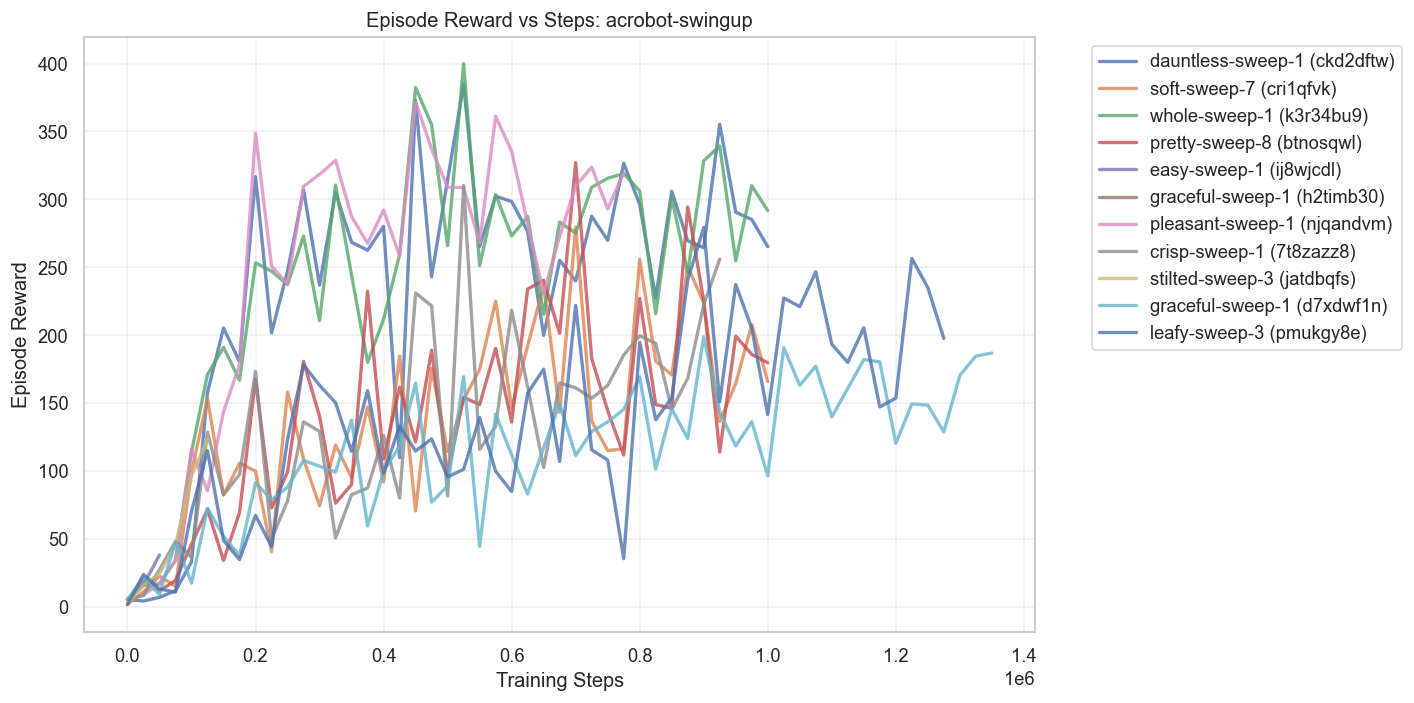 Episode Reward vs Steps: acrobot-swingup
Episode Reward
400
350
300
250
200
150
100
50
0
0.0
0.2
0.4
0.6
0.8
1.0
1.2
1.4
1e6
Training Steps
dauntless-sweep-1 (ckd2dftw)
soft-sweep-7 (cri1qfvk)
whole-sweep-1 (k3r34bu9)
pretty-sweep-8 (btnosqwl)
easy-sweep-1 (ij8wjcdl)
graceful-sweep-1 (h2timb30)
pleasant-sweep-1 (njqandvm)
crisp-sweep-1 (7t8zazz8)
stilted-sweep-3 (jatdbqfs)
graceful-sweep-1 (d7xdwf1n)
leafy-sweep-3 (pmukgy8e)